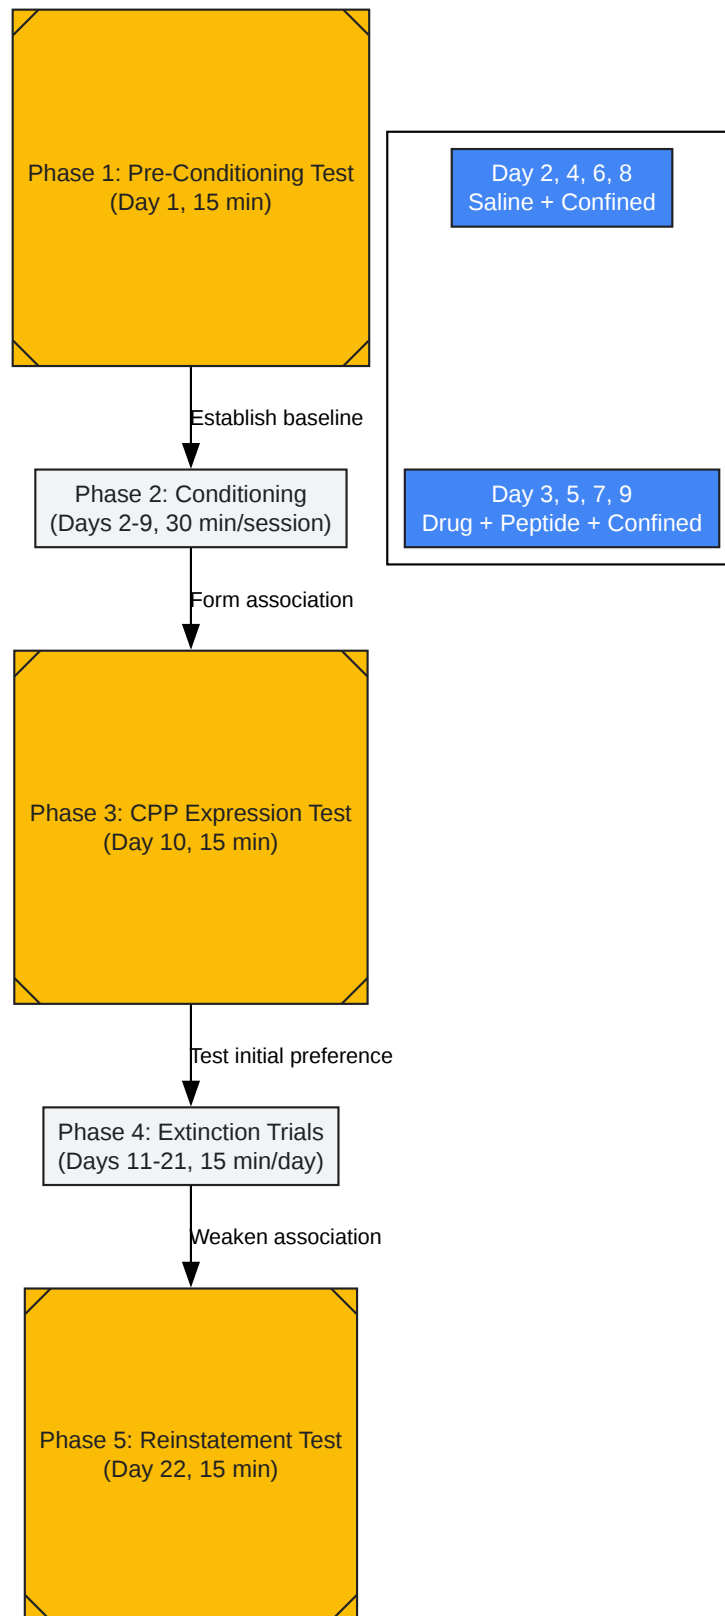 Phase 1: Pre-Conditioning Test
(Day 1, 15 min)
Day 2, 4, 6, 8
Saline + Confined
Establish baseline
Phase 2: Conditioning
(Days 2-9, 30 min/session)
Day 3, 5, 7, 9
Drug + Peptide + Confined
Form association
Phase 3: CPP Expression Test
(Day 10, 15 min)
Test initial preference
Phase 4: Extinction Trials
(Days 11-21, 15 min/day)
Weaken association
Phase 5: Reinstatement Test
(Day 22, 15 min)